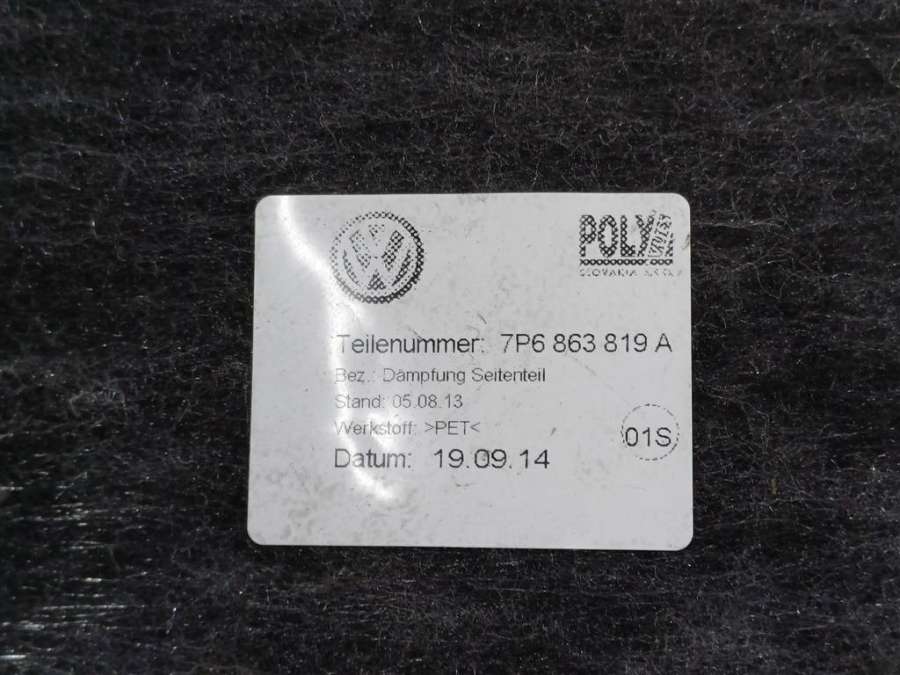 POLY
SLOVAKIA
Teilenummer: 7P6 863 819 A
Bez.: Dämpfung Seitenteil
Stand: 05.08.13
Werkstoff: >PET<
01S
Datum: 19.09.14